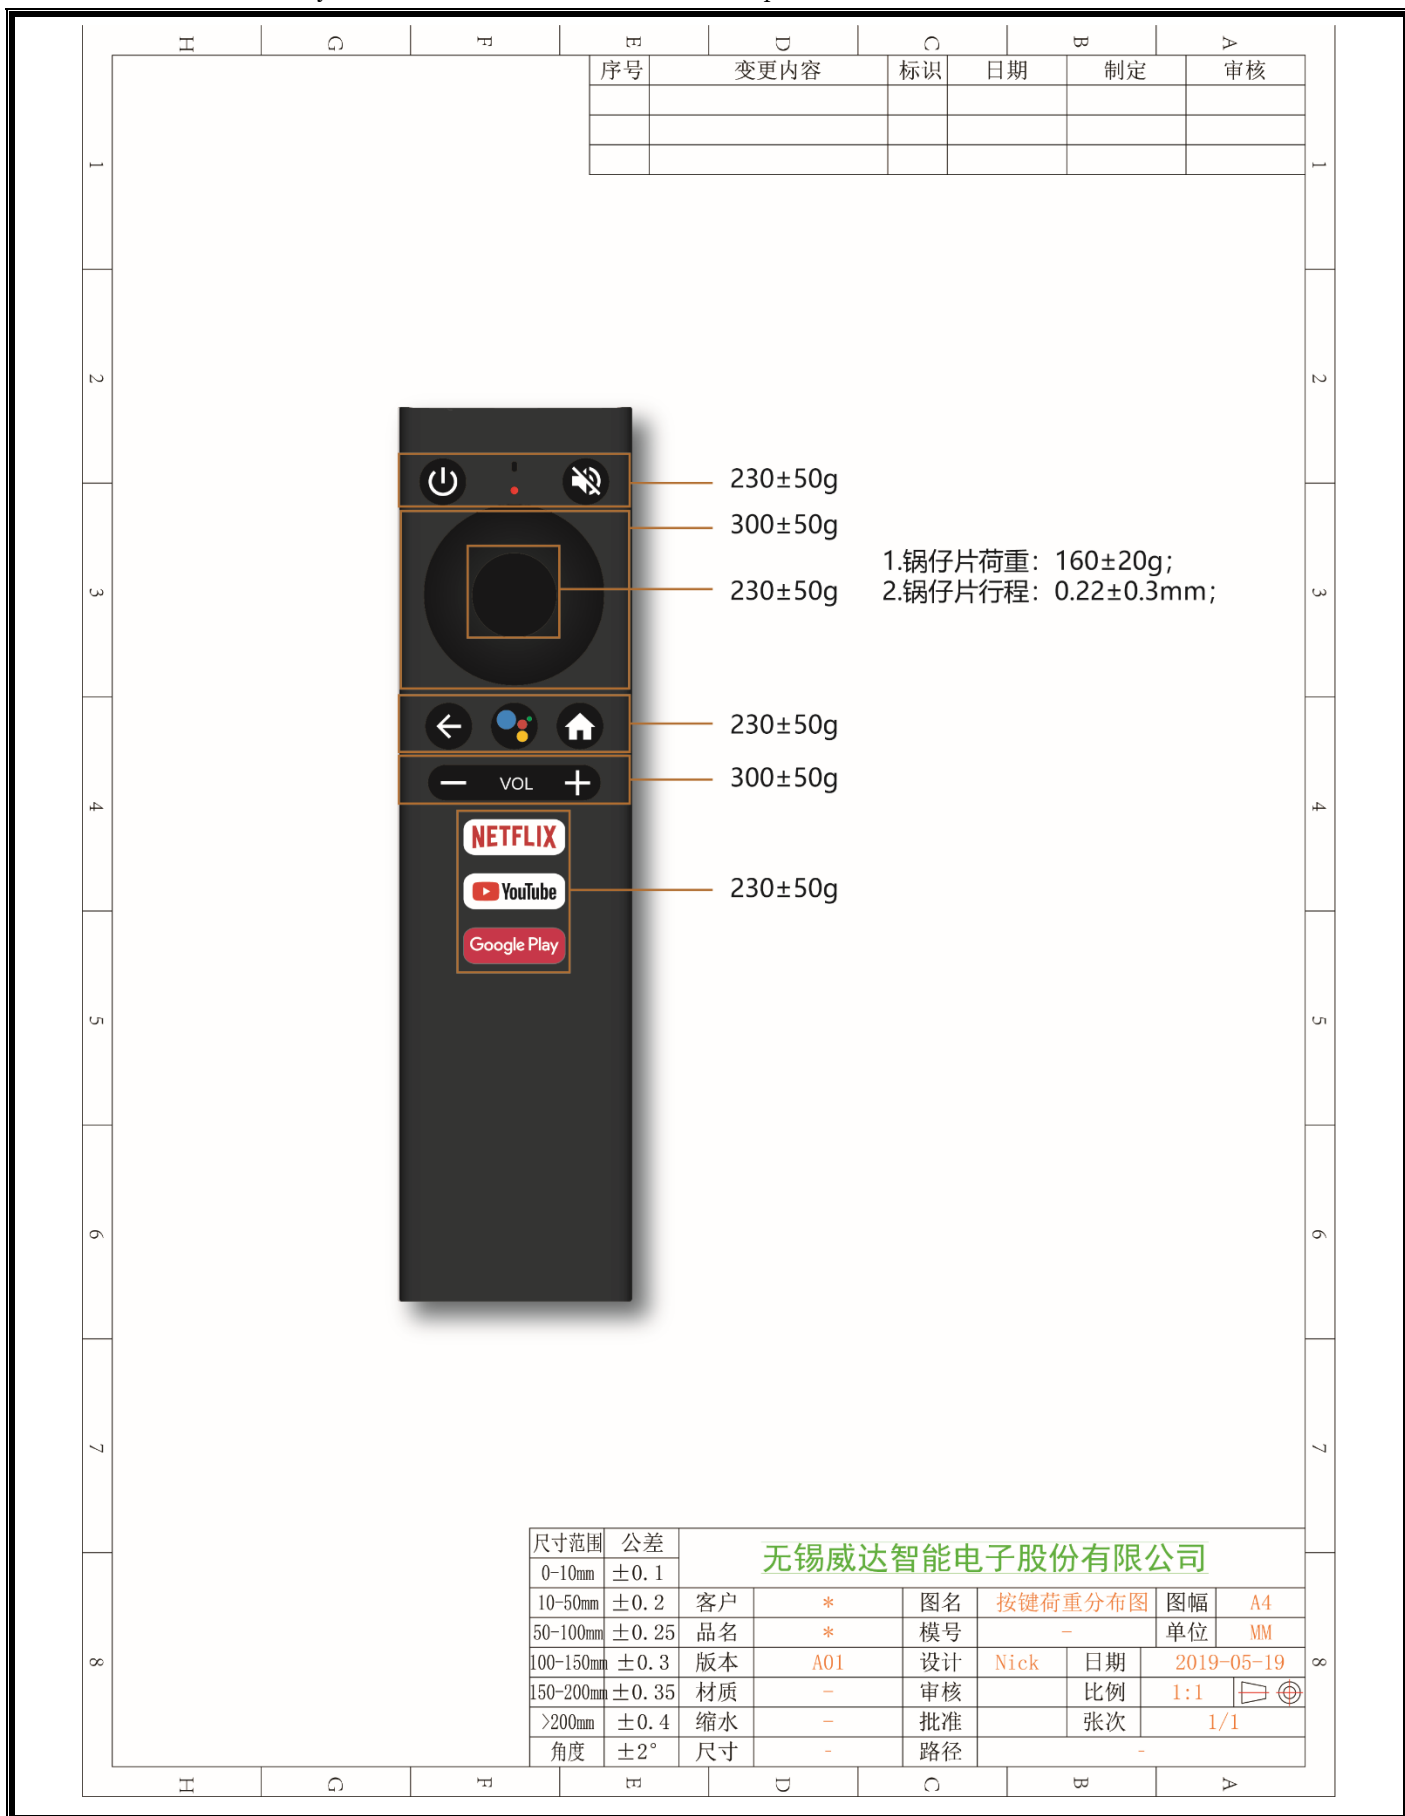 H G F E D C B A
序号 变更内容 标识 日期 制定 审核
1 1
2 2
230±50g
300±50g
1.锅仔片荷重：160±20g；
230±50g 2.锅仔片行程：0.22±0.3mm；
3 3
230±50g
VOL 300±50g
4 4
NETFLIX
YouTube 230±50g
Google Play
5 5
6 6
7 7
尺寸范围 公差 无锡威达智能电子股份有限公司
0-10mm ±0.1
10-50mm ±0.2 客户 * 图名 按键荷重分布图 图幅 A4
50-100mm ±0.25 品名 * 模号 - 单位 MM
8 100-150mm ±0.3 版本 A01 设计 Nick 日期 2019-05-19 8
150-200mm ±0.35 材质 - 审核 比例 1:1
>200mm ±0.4 缩水 - 批准 张次 1/1
角度 ±2° 尺寸 - 路径 -
H G F E D C B A